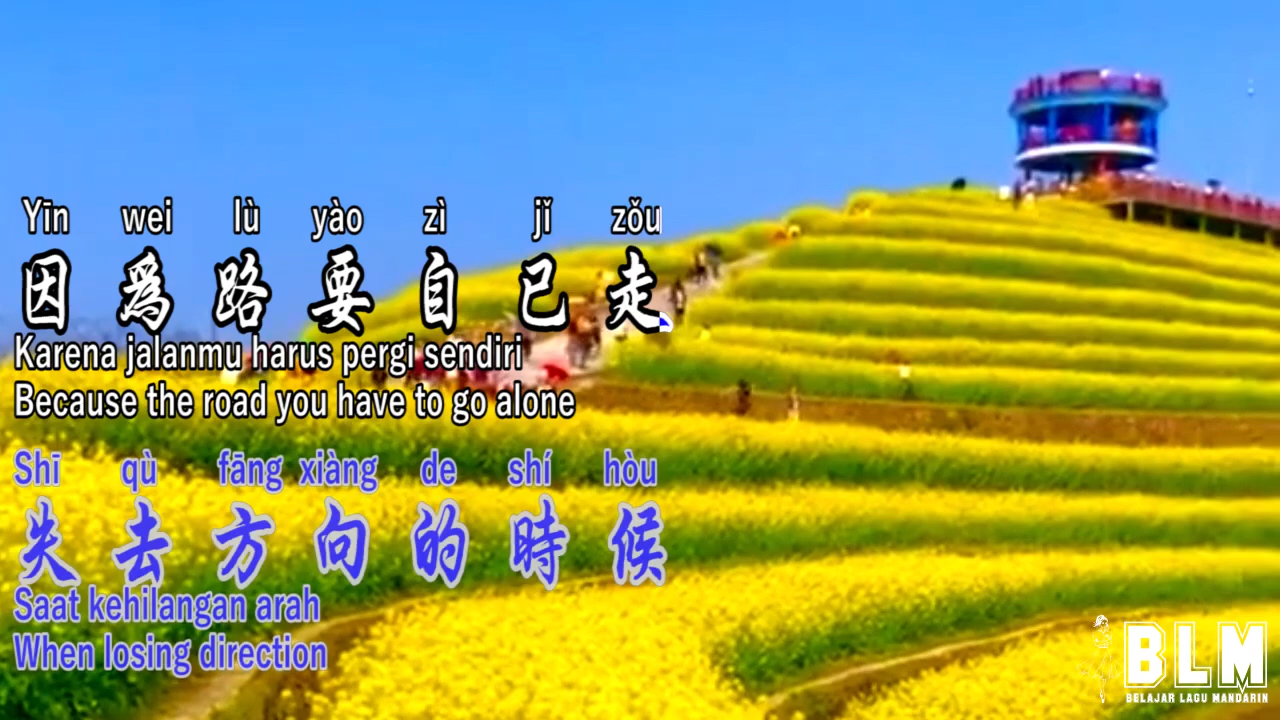 Yīn wei lù yào zì jǐ zǒu
因 為 路 要 自 己 走
Karena jalanmu harus pergi sendiri
Because the road you have to go alone
Shī qù fāng xiàng de shí hòu
失 去 方 向 的 時 候
Saat kehilangan arah
When losing direction
BLM
BELAJAR LAGU MANDARIN